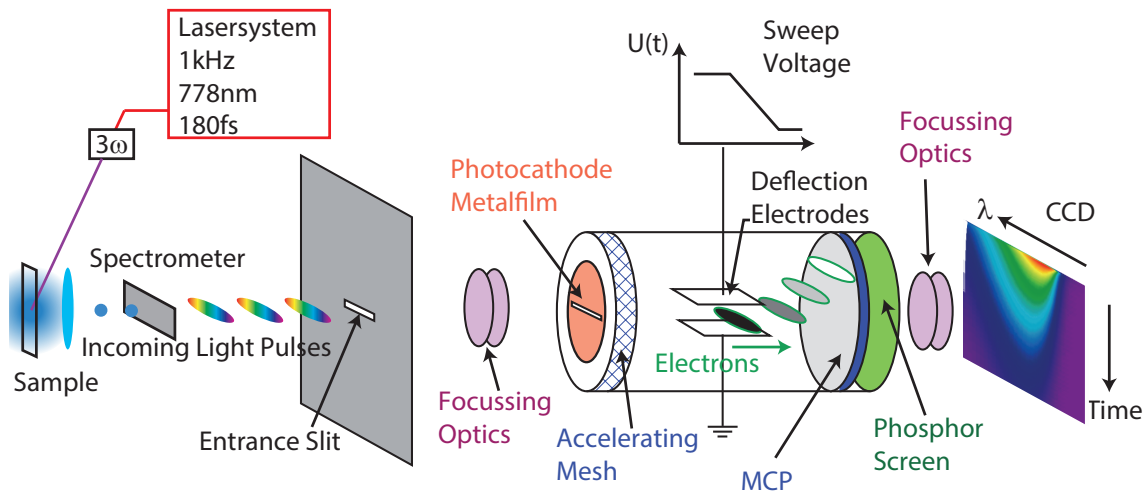 Lasersystem
1kHz
778nm
180fs
3ω
U(t)
Sweep
Voltage
Focussing
Optics
Photocathode
Metalfilm
Deflection
Electrodes
λ
CCD
Spectrometer
Incoming Light Pulses
Sample
Electrons
Entrance Slit
Focussing
Optics
Accelerating
Mesh
MCP
Phosphor
Screen
Time